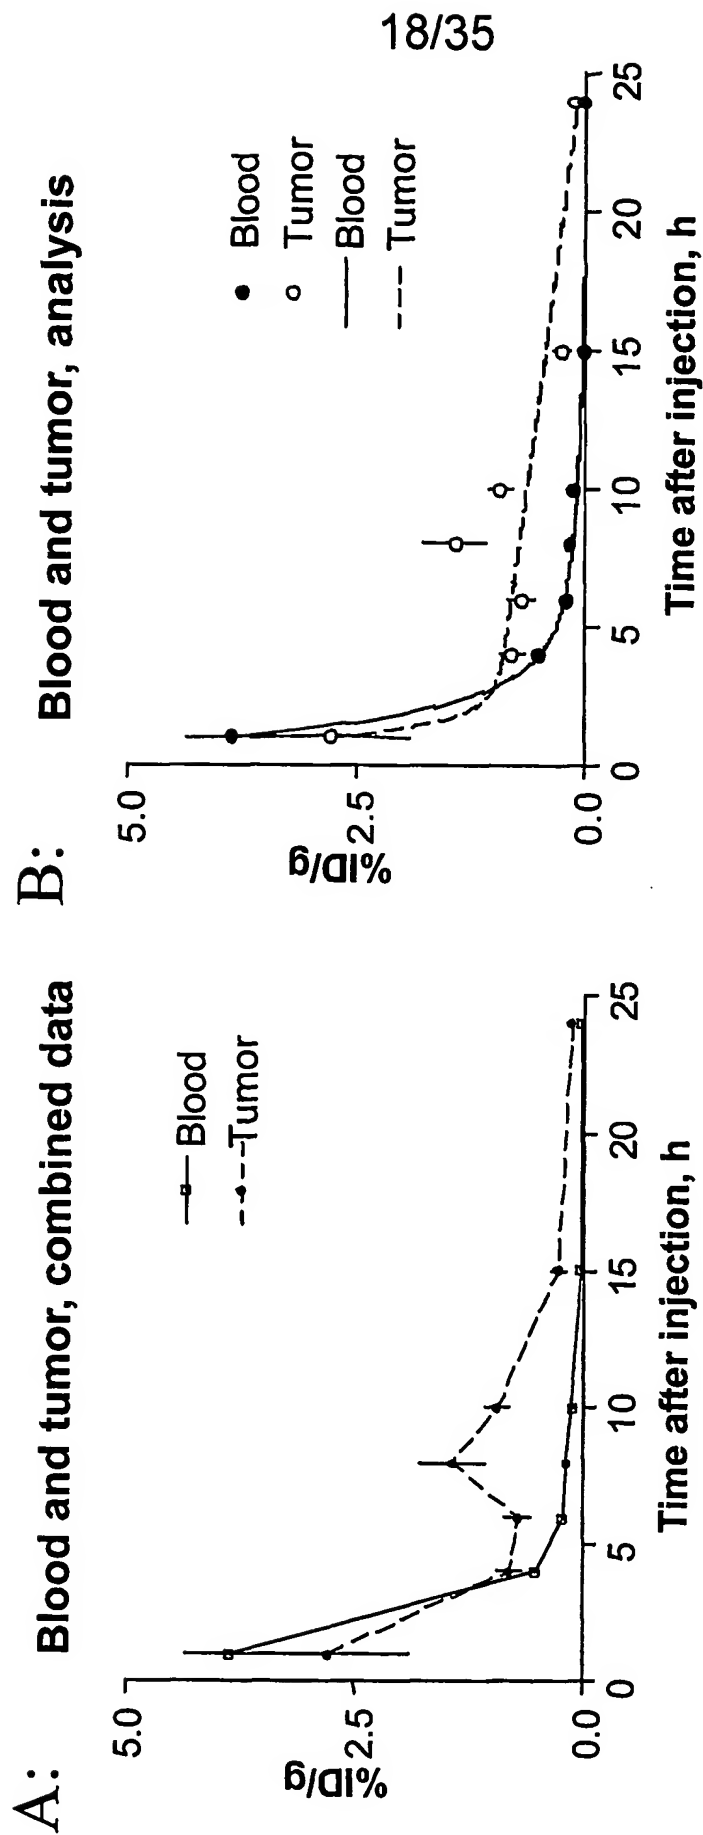 18/35
A:
Blood and tumor, combined data
%ID/g
5.0
2.5
0.0
Blood
Tumor
0
5
10
15
20
25
Time after injection, h
B:
Blood and tumor, analysis
%ID/g
5.0
2.5
0.0
Blood
Tumor
Blood
Tumor
0
5
10
15
20
25
Time after injection, h